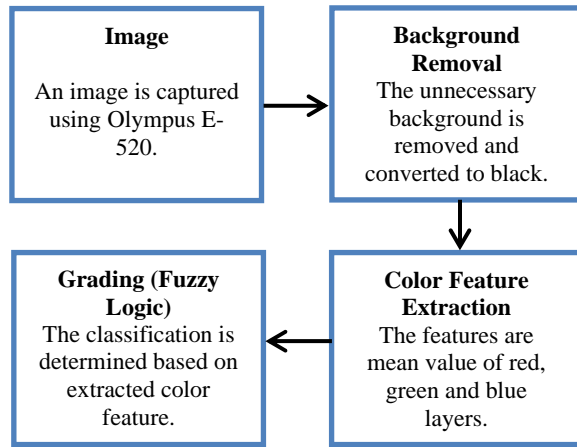 Image
An image is captured
using Olympus E-
520.
Background
Removal
The unnecessary
background is
removed and
converted to black.
Color Feature
Extraction
The features are
mean value of red,
green and blue
layers.
Grading (Fuzzy
Logic)
The classification is
determined based on
extracted color
feature.